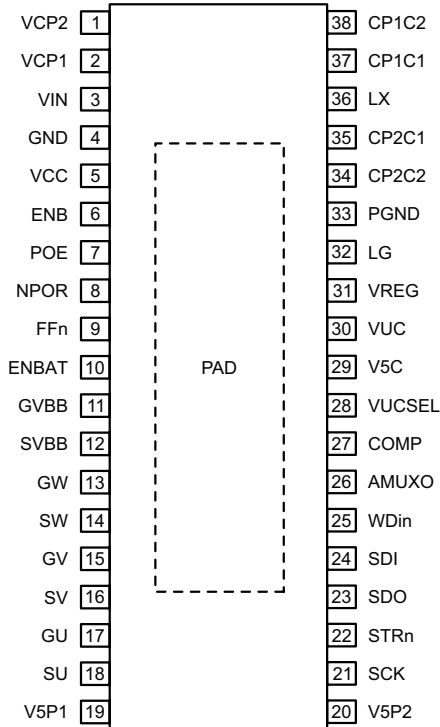 VCP2 1 38 CP1C2
VCP1 2 37 CP1C1
VIN 3 36 LX
GND 4 35 CP2C1
VCC 5 34 CP2C2
ENB 6 33 PGND
POE 7 32 LG
NPOR 8 31 VREG
FFn 9 30 VUC
ENBAT 10 PAD 29 V5C
GVBB 11 28 VUCSEL
SVBB 12 27 COMP
GW 13 26 AMUXO
SW 14 25 WDin
GV 15 24 SDI
SV 16 23 SDO
GU 17 22 STRn
SU 18 21 SCK
V5P1 19 20 V5P2